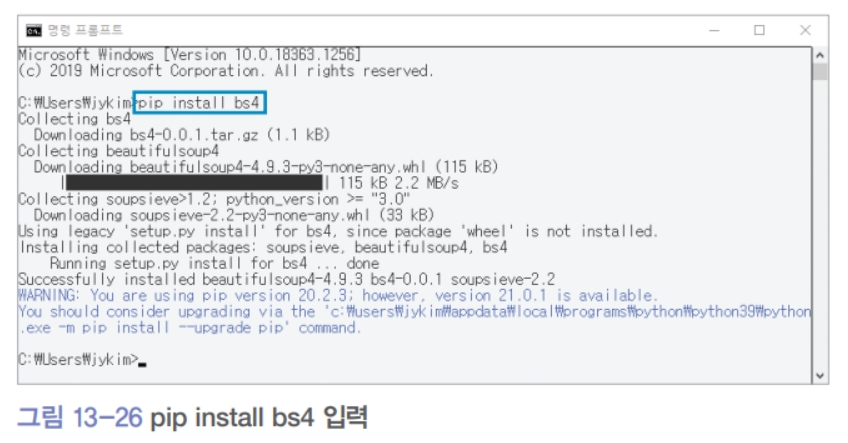 명령 프롬프트
Microsoft Windows [Version 10.0.18363.1256]
(c) 2019 Microsoft Corporation. All rights reserved.
C:₩Users₩jykim>pip install bs4
Collecting bs4
Downloading bs4-0.0.1.tar.gz (1.1 kB)
Collecting beautifulsoup4
Downloading beautifulsoup4-4.9.3-py3-none-any.whl (115 kB)
|████████████████████████████████| 115 kB 2.2 MB/s
Collecting soupsieve>1.2; python_version >= "3.0"
Downloading soupsieve-2.2-py3-none-any.whl (33 kB)
Using legacy 'setup.py install' for bs4, since package 'wheel' is not installed.
Installing collected packages: soupsieve, beautifulsoup4, bs4
Running setup.py install for bs4 ... done
Successfully installed beautifulsoup4-4.9.3 bs4-0.0.1 soupsieve-2.2
WARNING: You are using pip version 20.2.3; however, version 21.0.1 is available.
You should consider upgrading via the 'c:₩users₩jykim₩appdata₩local₩programs₩python₩python39₩python
.exe -m pip install --upgrade pip' command.
C:₩Users₩jykim>
그림 13-26 pip install bs4 입력